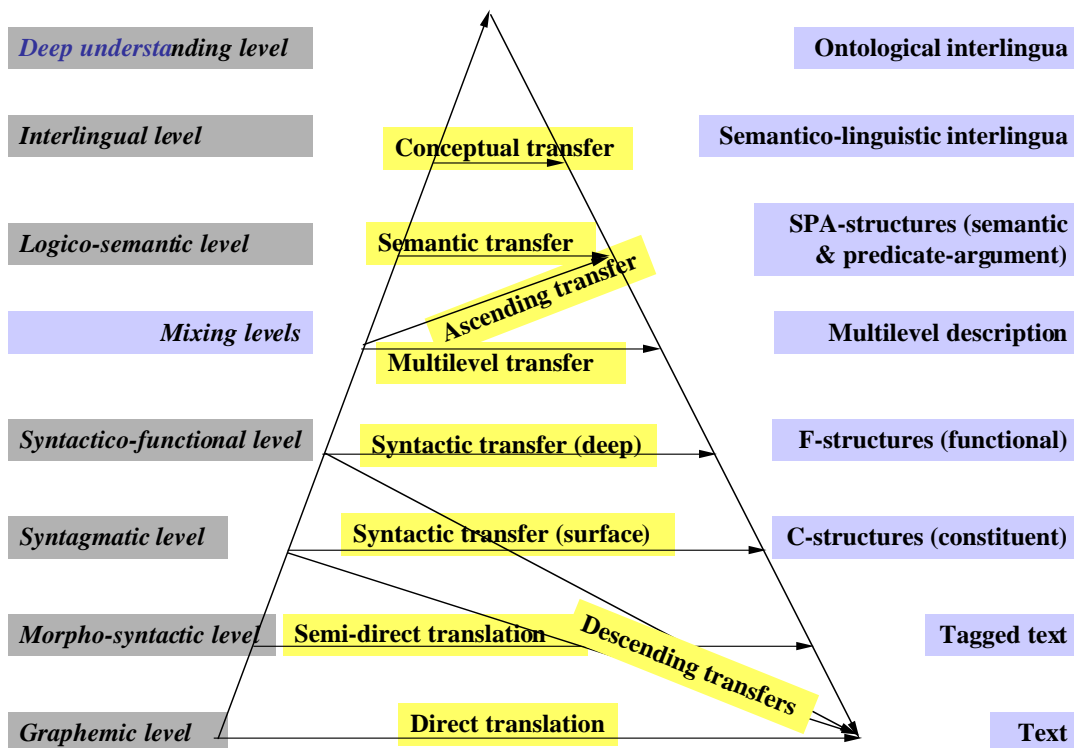 Deep understanding level
Ontological interlingua
Interlingual level
Conceptual transfer
Semantico-linguistic interlingua
Logico-semantic level
Semantic transfer
SPA-structures (semantic
& predicate-argument)
Ascending transfer
Mixing levels
Multilevel transfer
Multilevel description
Syntactico-functional level
Syntactic transfer (deep)
F-structures (functional)
Syntagmatic level
Syntactic transfer (surface)
C-structures (constituent)
Morpho-syntactic level
Semi-direct translation
Descending transfers
Tagged text
Graphemic level
Direct translation
Text